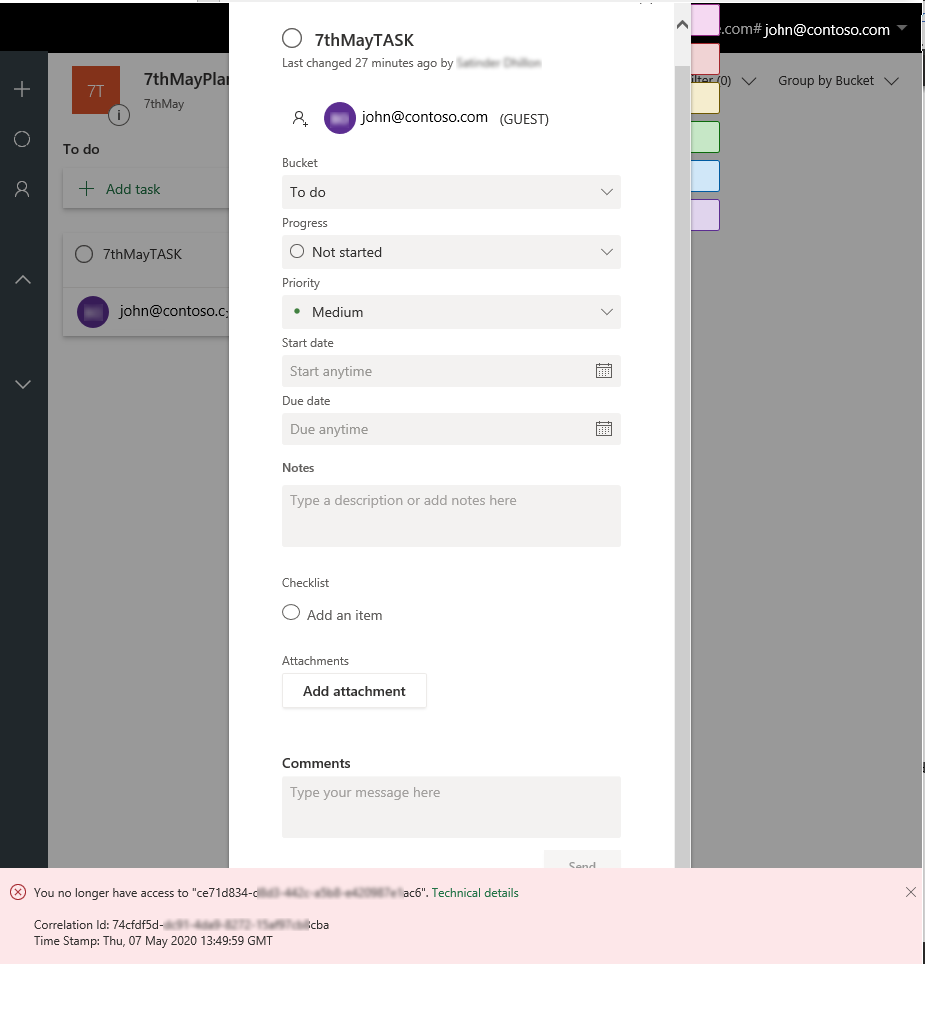 e.com# john@contoso.com
7T
7thMayPlan
7thMay
i
Filter (0)
Group by Bucket
To do
Add task
7thMayTASK
john@contoso.c
7thMayTASK
Last changed 27 minutes ago by
john@contoso.com (GUEST)
Bucket
To do
Progress
Not started
Priority
Medium
Start date
Start anytime
Due date
Due anytime
Notes
Type a description or add notes here
Checklist
Add an item
Attachments
Add attachment
Comments
Type your message here
Send
You no longer have access to "ce71d834-d ac6". Technical details
Correlation Id: 74cfdf5d- cba
Time Stamp: Thu, 07 May 2020 13:49:59 GMT